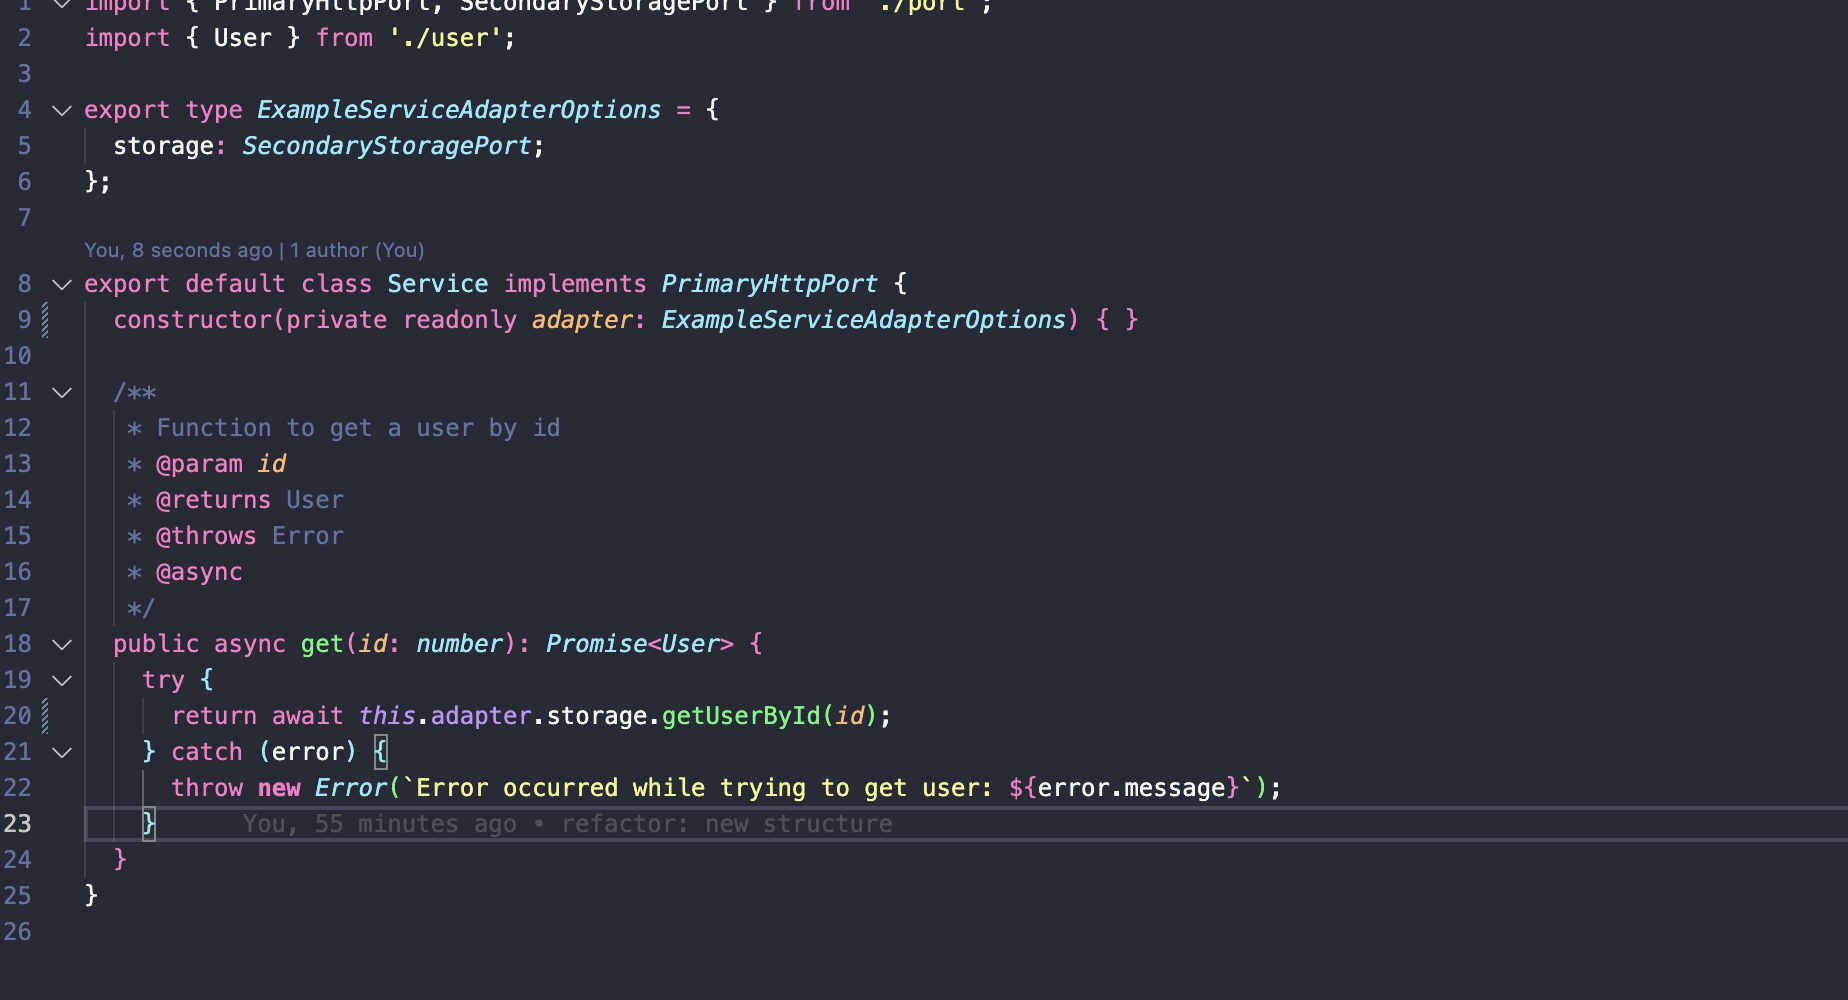 1 import { PrimaryHttpPort, SecondaryStoragePort } from './port';
2 import { User } from './user';
3
4 export type ExampleServiceAdapterOptions = {
5   storage: SecondaryStoragePort;
6 };
7
You, 8 seconds ago | 1 author (You)
8 export default class Service implements PrimaryHttpPort {
9   constructor(private readonly adapter: ExampleServiceAdapterOptions) { }
10
11   /**
12    * Function to get a user by id
13    * @param id
14    * @returns User
15    * @throws Error
16    * @async
17    */
18   public async get(id: number): Promise<User> {
19     try {
20       return await this.adapter.storage.getUserById(id);
21     } catch (error) {
22       throw new Error(`Error occurred while trying to get user: ${error.message}`);
23     }      You, 55 minutes ago • refactor: new structure
24   }
25 }
26